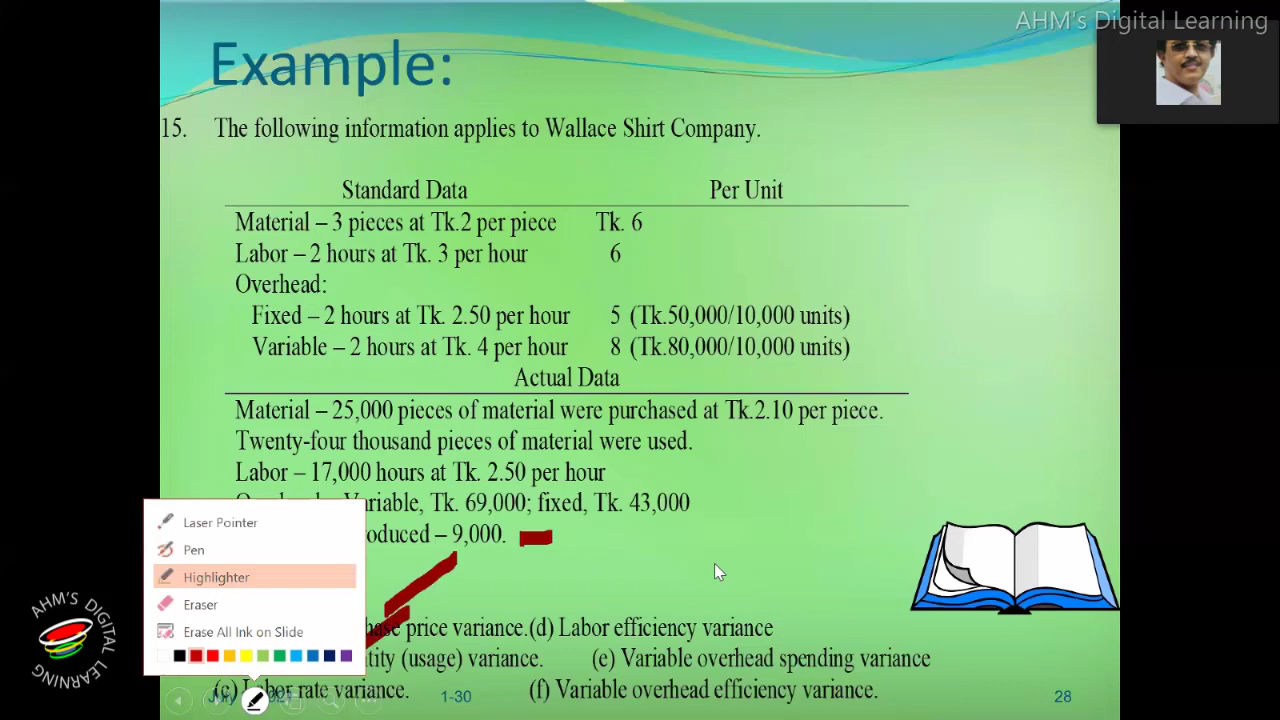 AHM's Digital Learning
Example:
15. The following information applies to Wallace Shirt Company.
Standard Data Per Unit
Material – 3 pieces at Tk.2 per piece Tk. 6
Labor – 2 hours at Tk. 3 per hour 6
Overhead:
Fixed – 2 hours at Tk. 2.50 per hour 5 (Tk.50,000/10,000 units)
Variable – 2 hours at Tk. 4 per hour 8 (Tk.80,000/10,000 units)
Actual Data
Material – 25,000 pieces of material were purchased at Tk.2.10 per piece.
Twenty-four thousand pieces of material were used.
Labor – 17,000 hours at Tk. 2.50 per hour
Variable, Tk. 69,000; fixed, Tk. 43,000
– 9,000.
Laser Pointer
Pen
Highlighter
Eraser
Erase All Ink on Slide
price variance.(d) Labor efficiency variance
(usage) variance. (e) Variable overhead spending variance
(c) Labor rate variance. (f) Variable overhead efficiency variance.
1-30
28
AHM'S DIGITAL LEARNING